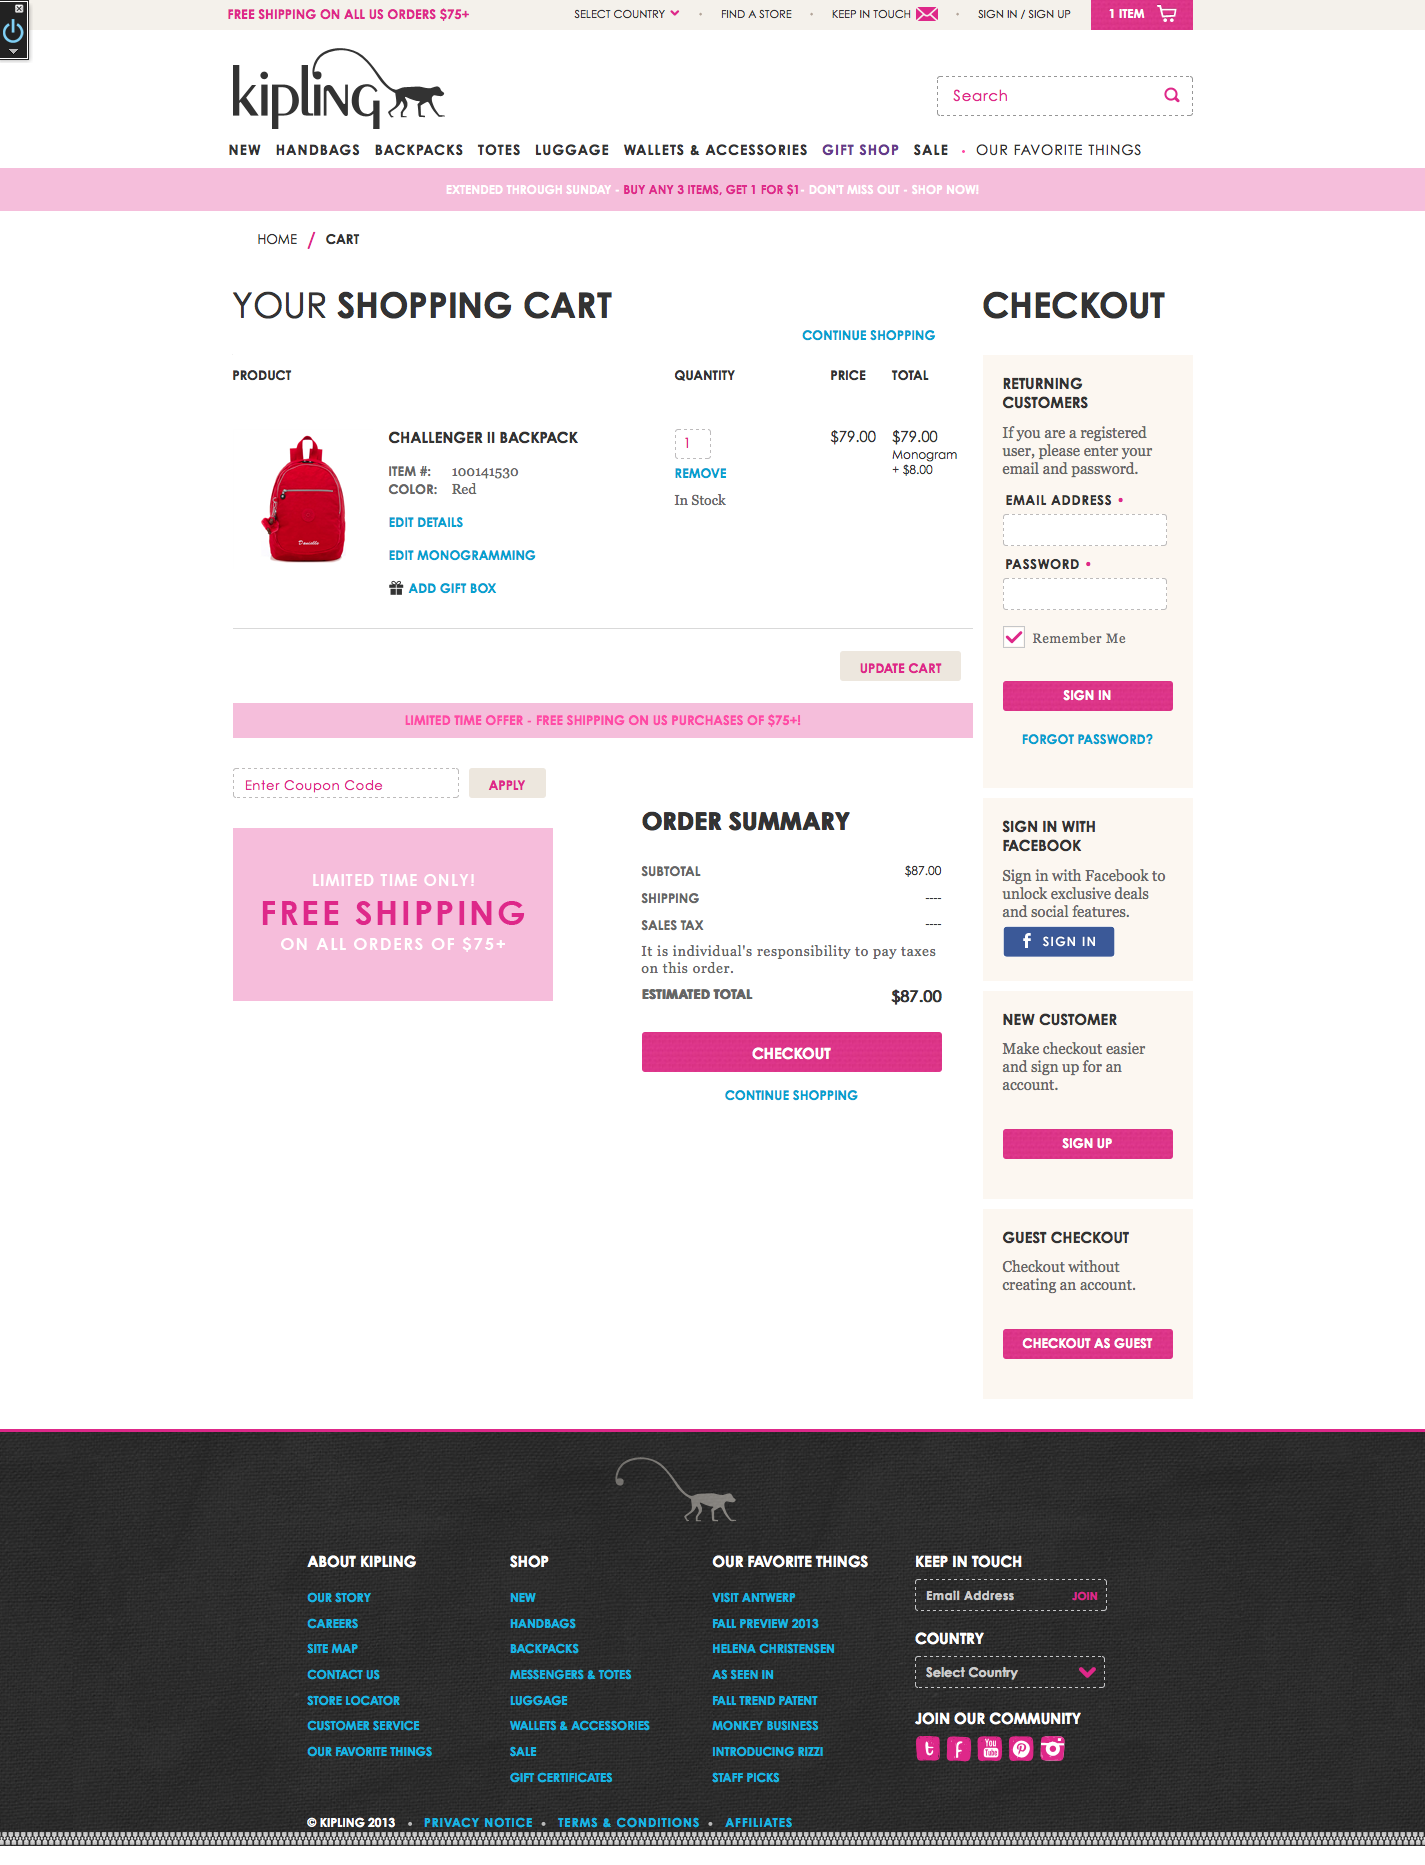 FREE SHIPPING ON ALL US ORDERS $75+
SELECT COUNTRY • FIND A STORE • KEEP IN TOUCH • SIGN IN / SIGN UP
1 ITEM
kipling
Search
NEW HANDBAGS BACKPACKS TOTES LUGGAGE WALLETS & ACCESSORIES GIFT SHOP SALE • OUR FAVORITE THINGS
EXTENDED THROUGH SUNDAY - BUY ANY 3 ITEMS, GET 1 FOR $1- DON'T MISS OUT - SHOP NOW!
HOME / CART
YOUR SHOPPING CART
CONTINUE SHOPPING
PRODUCT QUANTITY PRICE TOTAL
CHALLENGER II BACKPACK
ITEM #: 100141530
COLOR: Red
EDIT DETAILS
EDIT MONOGRAMMING
ADD GIFT BOX
Danielle
1
REMOVE
In Stock
$79.00
$79.00
Monogram
+ $8.00
UPDATE CART
LIMITED TIME OFFER - FREE SHIPPING ON US PURCHASES OF $75+!
Enter Coupon Code
APPLY
LIMITED TIME ONLY!
FREE SHIPPING
ON ALL ORDERS OF $75+
ORDER SUMMARY
SUBTOTAL $87.00
SHIPPING ----
SALES TAX ----
It is individual's responsibility to pay taxes
on this order.
ESTIMATED TOTAL $87.00
CHECKOUT
CONTINUE SHOPPING
CHECKOUT
RETURNING
CUSTOMERS
If you are a registered
user, please enter your
email and password.
EMAIL ADDRESS •
PASSWORD •
Remember Me
SIGN IN
FORGOT PASSWORD?
SIGN IN WITH
FACEBOOK
Sign in with Facebook to
unlock exclusive deals
and social features.
f SIGN IN
NEW CUSTOMER
Make checkout easier
and sign up for an
account.
SIGN UP
GUEST CHECKOUT
Checkout without
creating an account.
CHECKOUT AS GUEST
ABOUT KIPLING
OUR STORY
CAREERS
SITE MAP
CONTACT US
STORE LOCATOR
CUSTOMER SERVICE
OUR FAVORITE THINGS
SHOP
NEW
HANDBAGS
BACKPACKS
MESSENGERS & TOTES
LUGGAGE
WALLETS & ACCESSORIES
SALE
GIFT CERTIFICATES
OUR FAVORITE THINGS
VISIT ANTWERP
FALL PREVIEW 2013
HELENA CHRISTENSEN
AS SEEN IN
FALL TREND PATENT
MONKEY BUSINESS
INTRODUCING RIZZI
STAFF PICKS
KEEP IN TOUCH
Email Address JOIN
COUNTRY
Select Country
JOIN OUR COMMUNITY
t f You Tube P
© KIPLING 2013 • PRIVACY NOTICE • TERMS & CONDITIONS • AFFILIATES